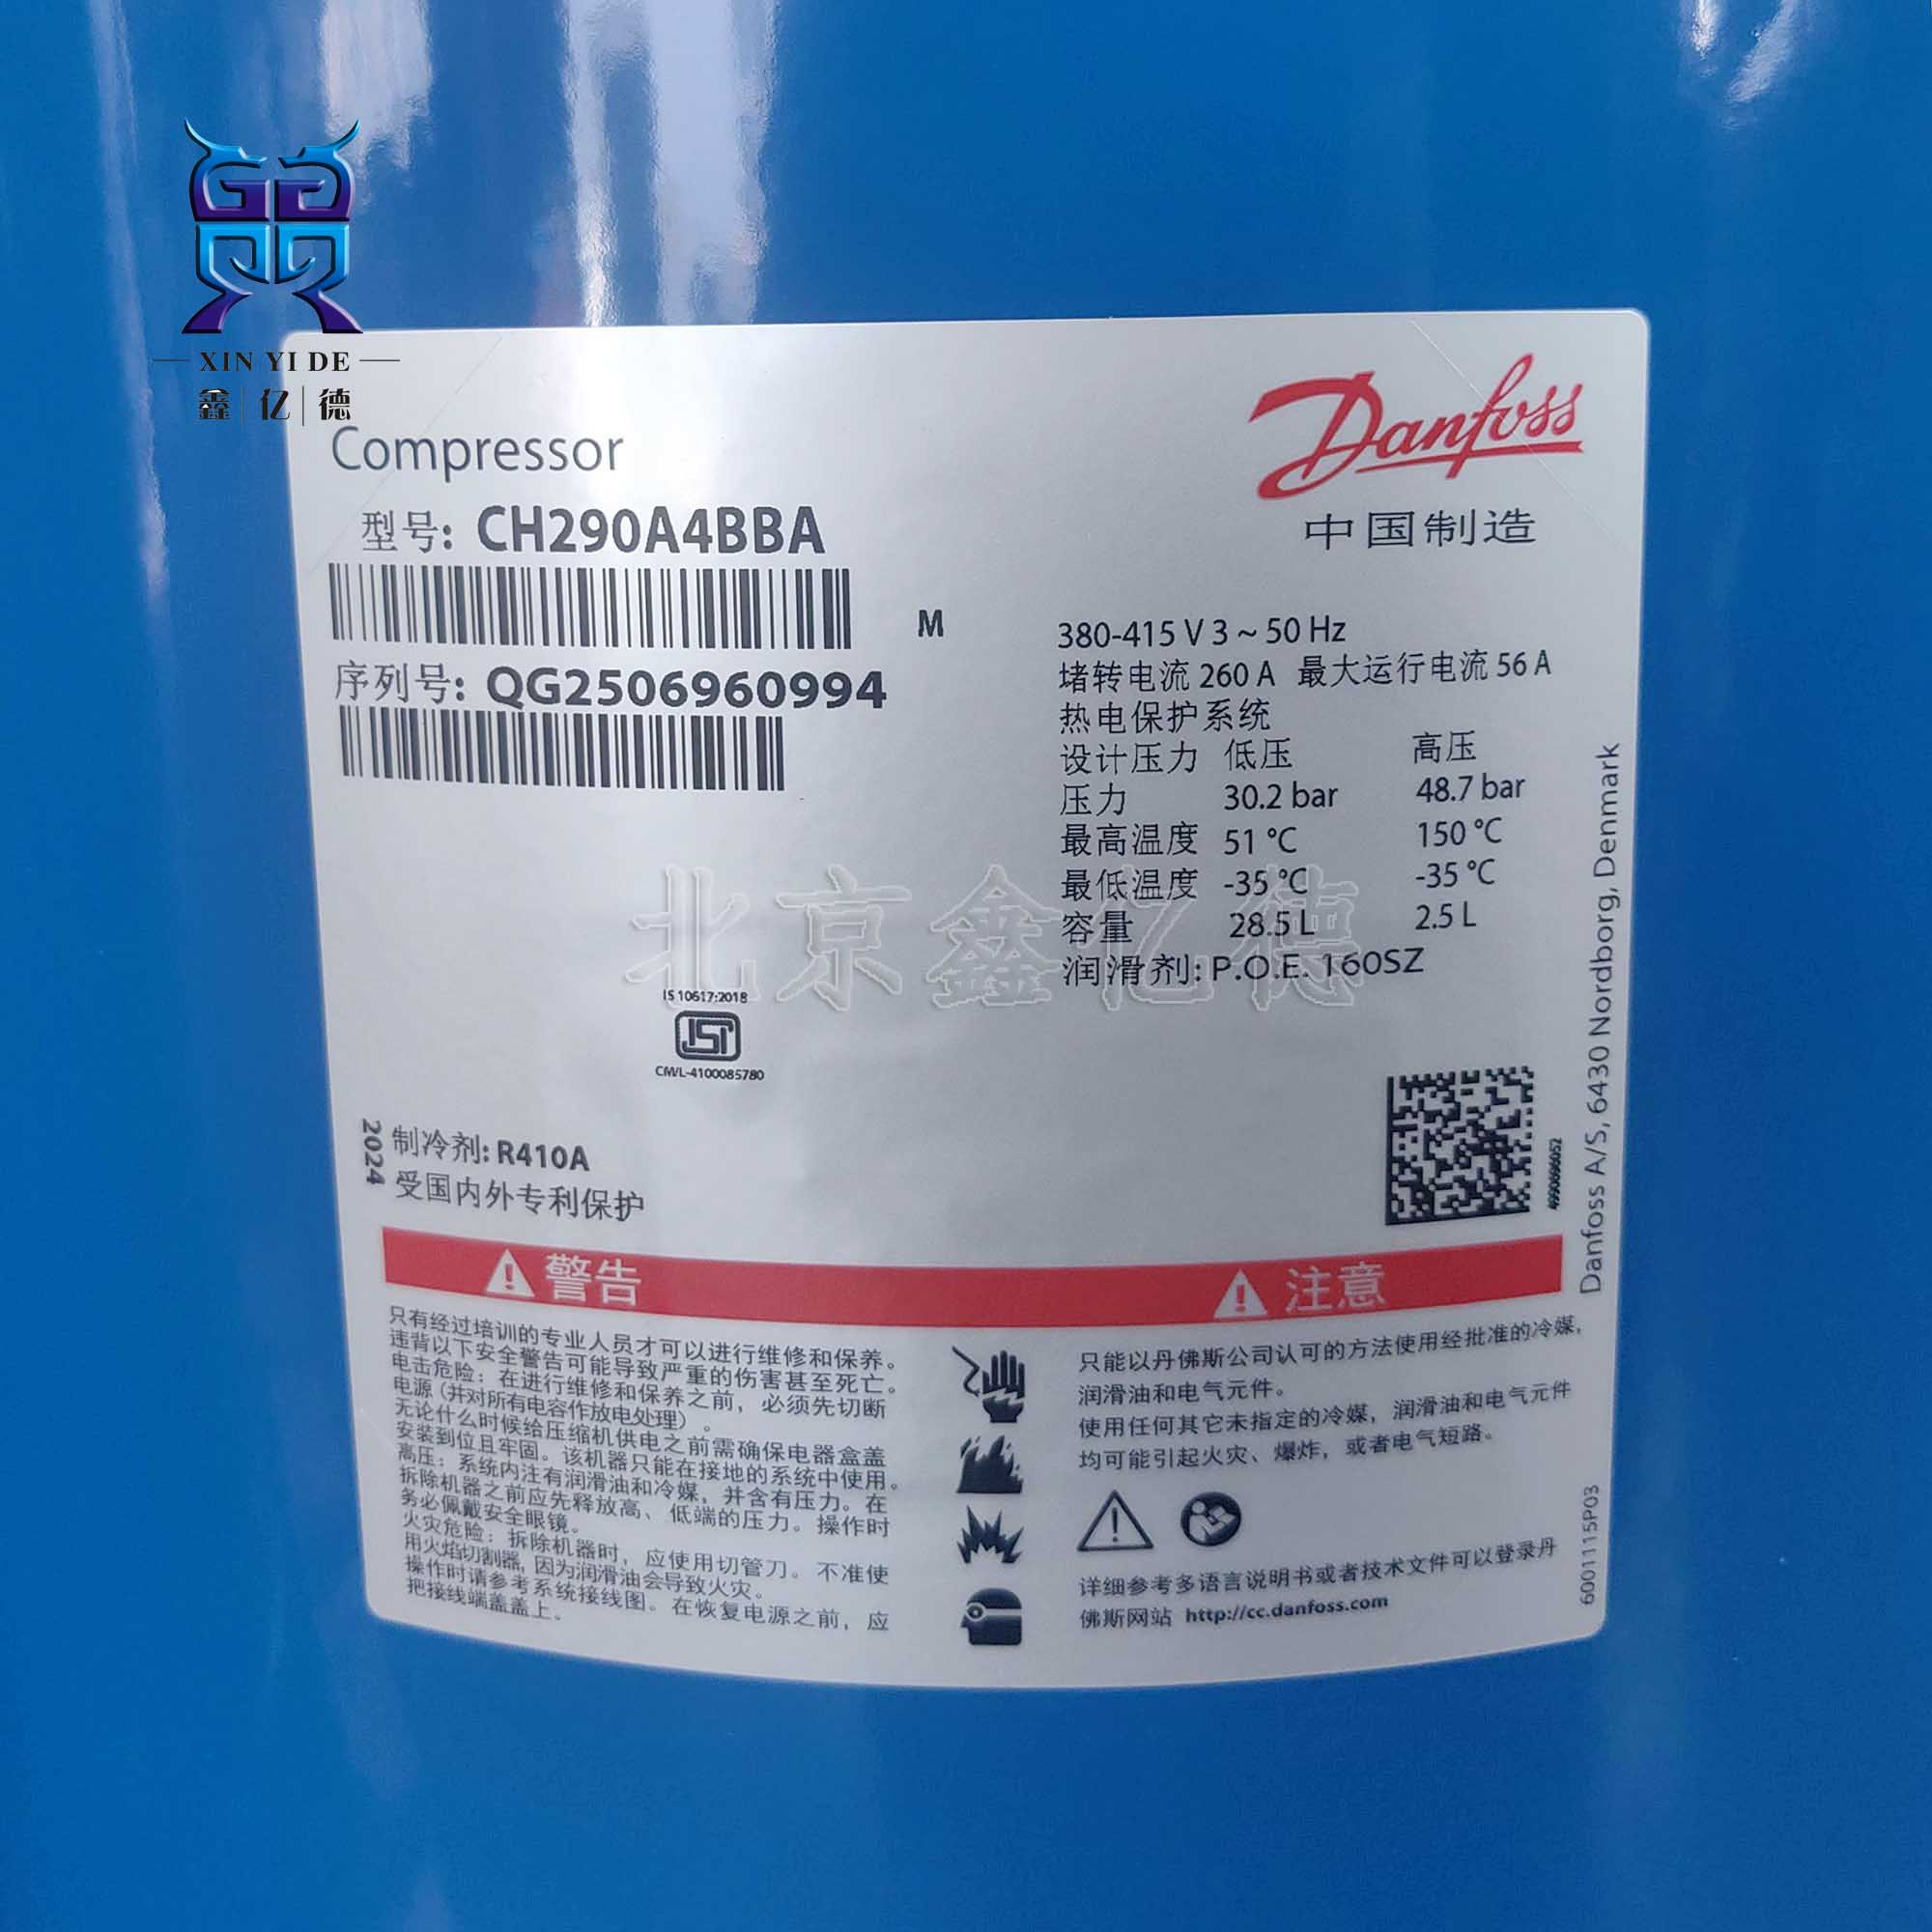 XIN YI DE
鑫亿德
Compressor
型号: CH290A4BBA
序列号: QG2506960994
M
Danfoss
中国制造
380-415 V 3 ~ 50 Hz
堵转电流 260 A 最大运行电流 56 A
热电保护系统
设计压力 低压 高压
压力 30.2 bar 48.7 bar
最高温度 51 °C 150 °C
最低温度 -35 °C -35 °C
容量 28.5 L 2.5 L
润滑剂: P.O.E. 160SZ
北京鑫亿德
IS 10617:2018
ISI
CM/L-4100085780
2024
制冷剂: R410A
受国内外专利保护
4990696052
Danfoss A/S, 6430 Nordborg, Denmark
警告
只有经过培训的专业人员才可以进行维修和保养。
违背以下安全警告可能导致严重的伤害甚至死亡。
电击危险: 在进行维修和保养之前, 必须先切断
电源 (并对所有电容作放电处理) 。
无论什么时候给压缩机供电之前需确保电器盒盖
安装到位且牢固。该机器只能在接地的系统中使用。
高压: 系统内注有润滑油和冷媒, 并含有压力。在
拆除机器之前应先释放高、低端的压力。操作时
务必佩戴安全眼镜。
火灾危险: 拆除机器时, 应使用切管刀。不准使
用火焰切割器, 因为润滑油会导致火灾。
操作时请参考系统接线图。在恢复电源之前, 应
把接线端盖盖上。
注意
只能以丹佛斯公司认可的方法使用经批准的冷媒,
润滑油和电气元件。
使用任何其它未指定的冷媒, 润滑油和电气元件
均可能引起火灾、爆炸, 或者电气短路。
详细参考多语言说明书或者技术文件可以登录丹
佛斯网站 http://cc.danfoss.com
6001115P03